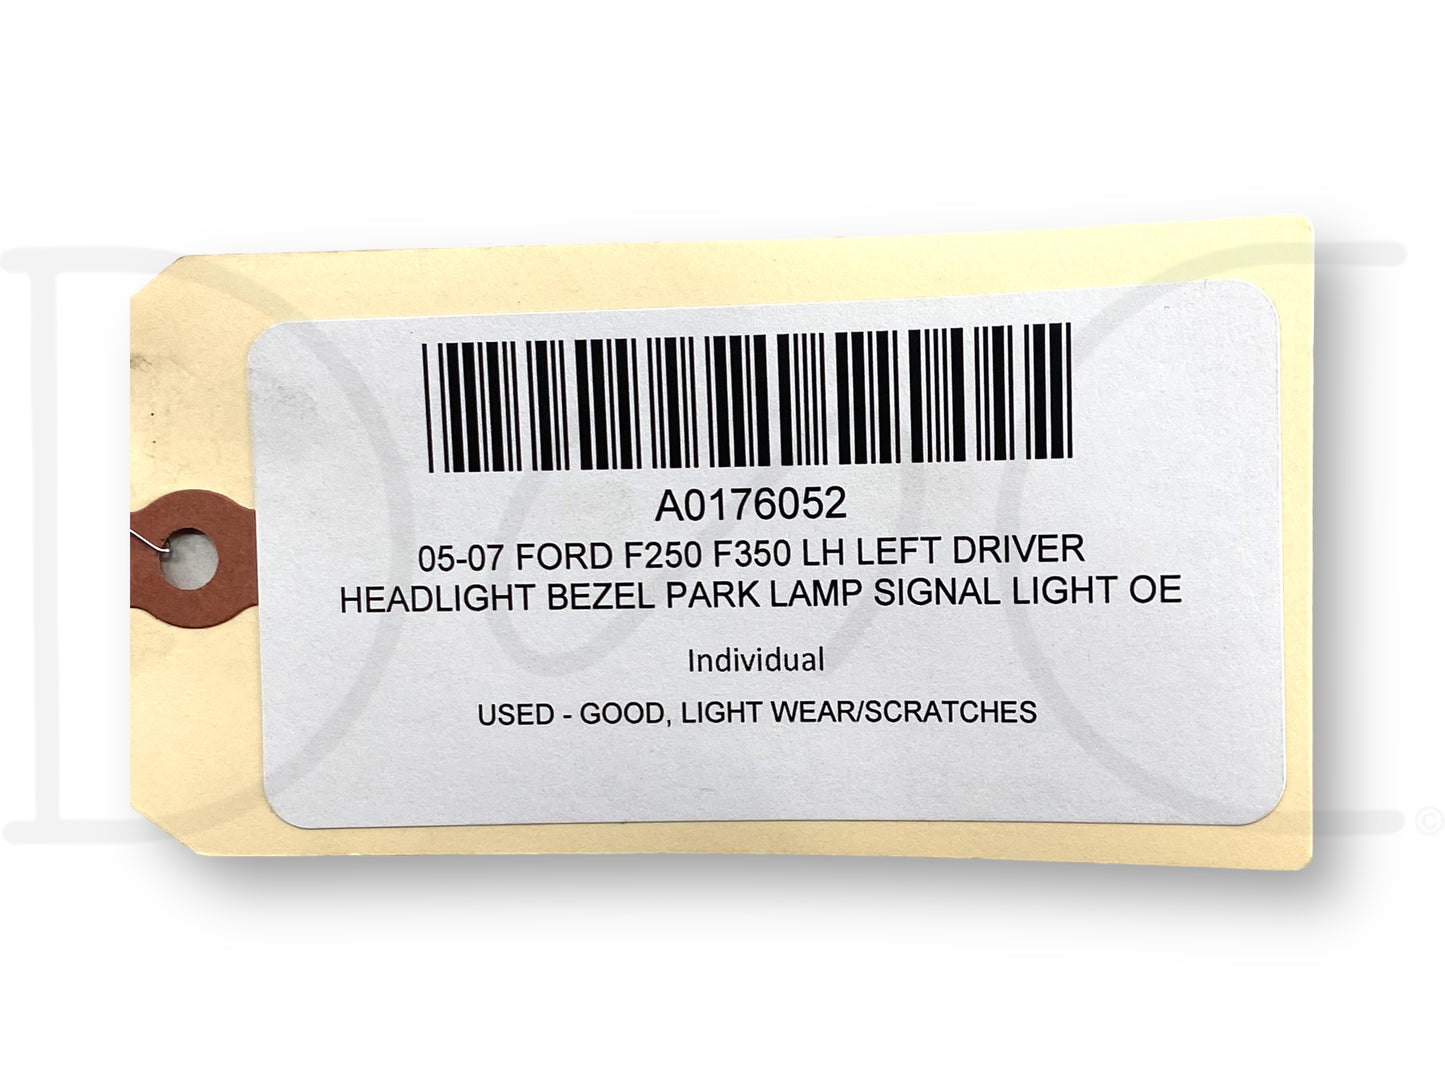 A0176052
05-07 FORD F250 F350 LH LEFT DRIVER
HEADLIGHT BEZEL PARK LAMP SIGNAL LIGHT OE
Individual
USED - GOOD, LIGHT WEAR/SCRATCHES
©